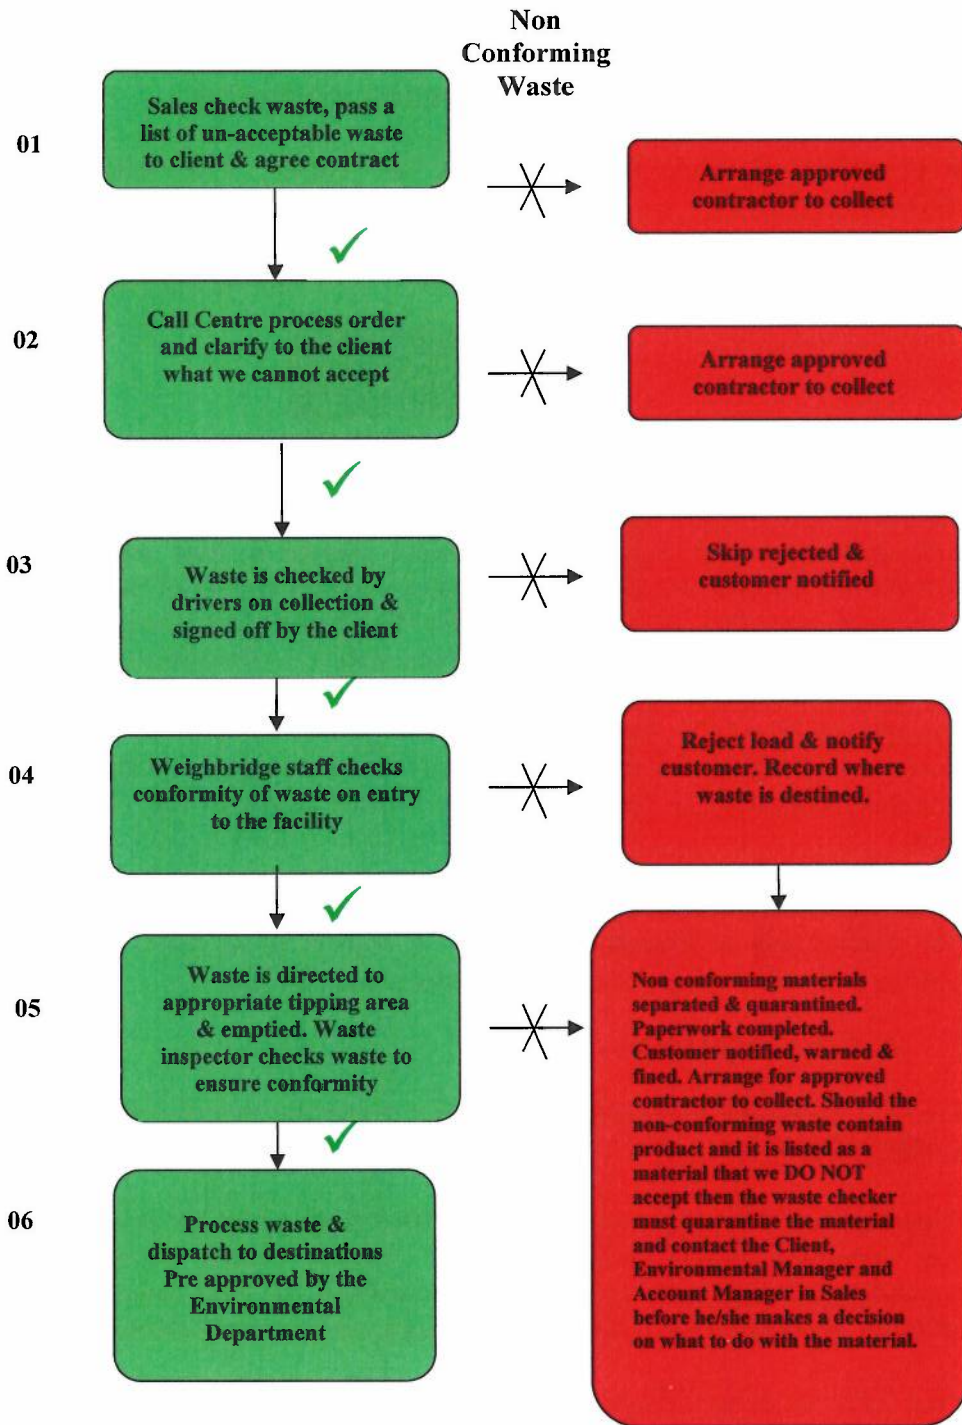 Non
Conforming
Waste
01
Sales check waste, pass a
list of un-acceptable waste
to client & agree contract
Arrange approved
contractor to collect
02
Call Centre process order
and clarify to the client
what we cannot accept
Arrange approved
contractor to collect
03
Waste is checked by
drivers on collection &
signed off by the client
Skip rejected &
customer notified
04
Weighbridge staff checks
conformity of waste on entry
to the facility
Reject load & notify
customer. Record where
waste is destined.
05
Waste is directed to
appropriate tipping area
& emptied. Waste
inspector checks waste to
ensure conformity
Non conforming materials
separated & quarantined.
Paperwork completed.
Customer notified, warned &
fined. Arrange for approved
contractor to collect. Should the
non-conforming waste contain
product and it is listed as a
material that we DO NOT
accept then the waste checker
must quarantine the material
and contact the Client,
Environmental Manager and
Account Manager in Sales
before he/she makes a decision
on what to do with the material.
06
Process waste &
dispatch to destinations
Pre approved by the
Environmental
Department